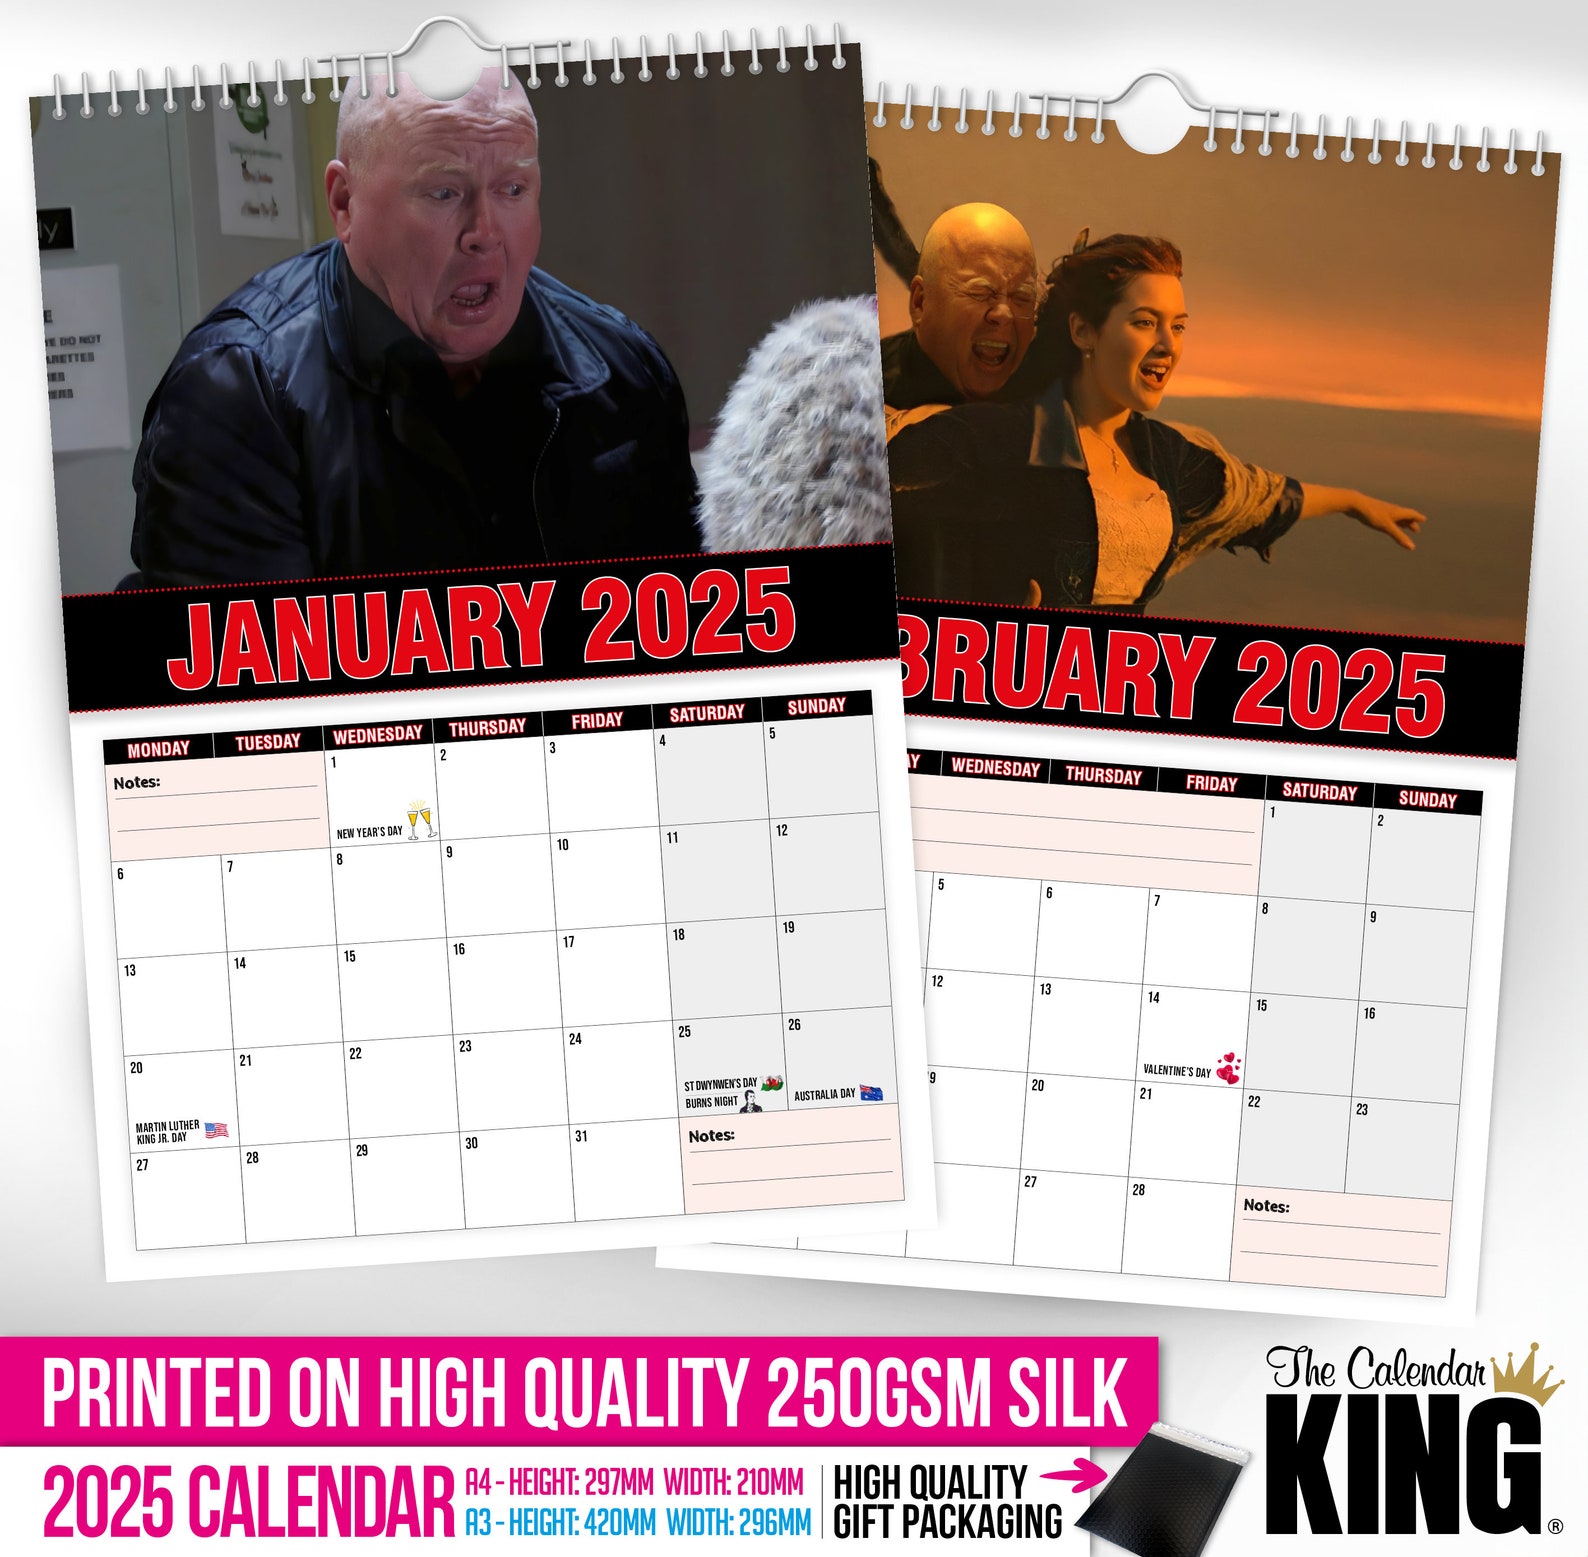 JANUARY 2025
MONDAY TUESDAY WEDNESDAY THURSDAY FRIDAY SATURDAY SUNDAY
Notes:
1 2 3 4 5
NEW YEAR'S DAY
6 7 8 9 10 11 12
13 14 15 16 17 18 19
20 21 22 23 24 25 26
MARTIN LUTHER
KING JR. DAY
ST DWYNWEN'S DAY
BURNS NIGHT
AUSTRALIA DAY
27 28 29 30 31
Notes:
BRUARY 2025
AY WEDNESDAY THURSDAY FRIDAY SATURDAY SUNDAY
1 2
5 6 7 8 9
12 13 14 15 16
VALENTINE'S DAY
9 20 21 22 23
27 28
Notes:
PRINTED ON HIGH QUALITY 250GSM SILK
2025 CALENDAR
A4 - HEIGHT: 297MM WIDTH: 210MM
A3 - HEIGHT: 420MM WIDTH: 296MM
HIGH QUALITY
GIFT PACKAGING
The Calendar
KING®